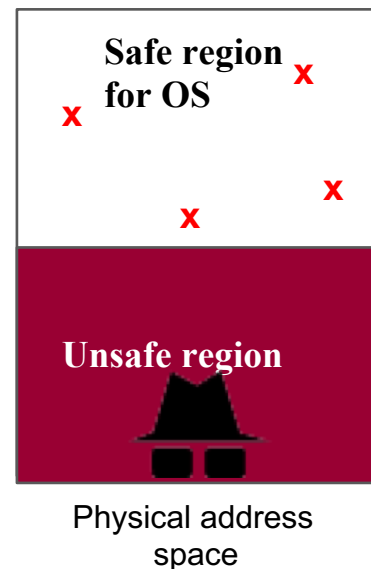 Safe region
for OS
x
x
x
x
Unsafe region
Physical address
space